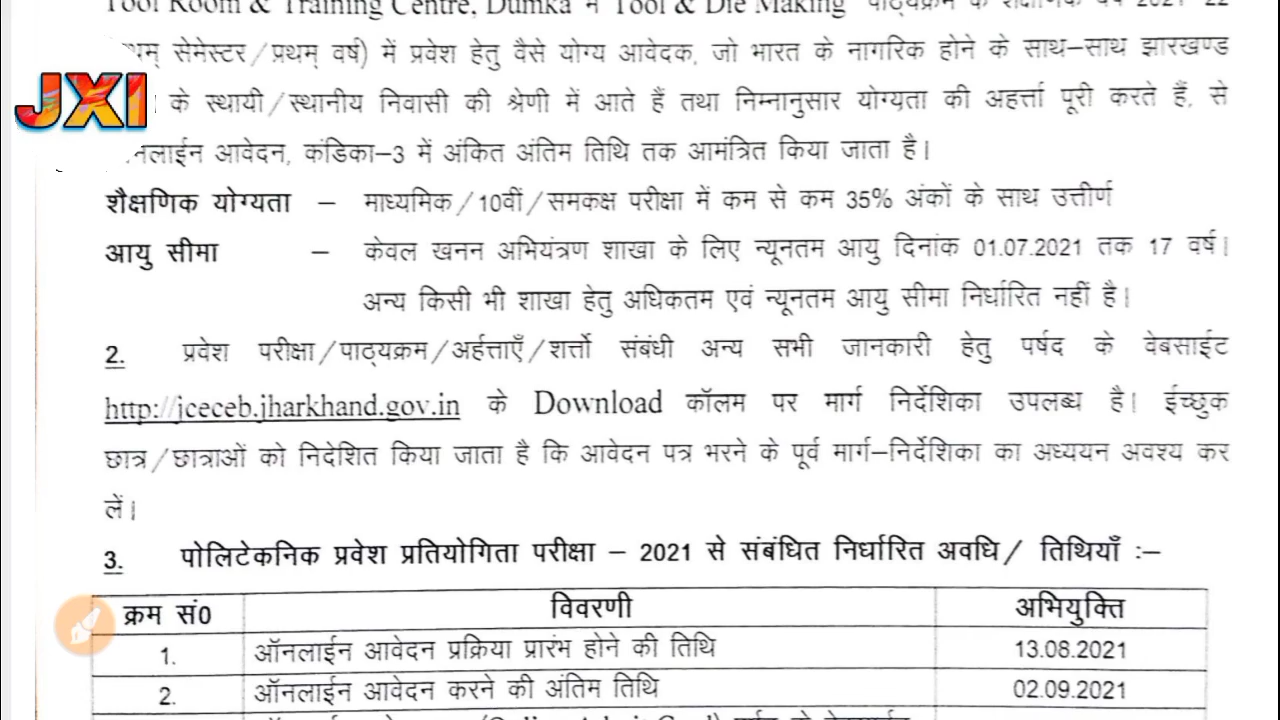 Tool Room & Training Centre, Dumka में Tool & Die Making पाठ्यक्रम के शैक्षणिक वर्ष 2021-22
सेमेस्टर/प्रथम् वर्ष) में प्रवेश हेतु वैसे योग्य आवेदक, जो भारत के नागरिक होने के साथ–साथ झारखण्ड
JXI
के स्थायी/स्थानीय निवासी की श्रेणी में आते हैं तथा निम्नानुसार योग्यता की अहर्त्ता पूरी करते हैं, से
आवेदन, कंडिका–3 में अंकित अंतिम तिथि तक आमंत्रित किया जाता है।
शैक्षणिक योग्यता – माध्यमिक/10वीं/समकक्ष परीक्षा में कम से कम 35% अंकों के साथ उत्तीर्ण
आयु सीमा – केवल खनन अभियंत्रण शाखा के लिए न्यूनतम आयु दिनांक 01.07.2021 तक 17 वर्ष।
अन्य किसी भी शाखा हेतु अधिकतम एवं न्यूनतम आयु सीमा निर्धारित नहीं है।
2. प्रवेश परीक्षा/पाठ्यक्रम/अर्हत्ताएँ/शर्त्तो संबंधी अन्य सभी जानकारी हेतु पर्षद के वेबसाईट
http://jceceb.jharkhand.gov.in के Download कॉलम पर मार्ग निर्देशिका उपलब्ध है। ईच्छुक
छात्र/छात्राओं को निदेशित किया जाता है कि आवेदन पत्र भरने के पूर्व मार्ग–निर्देशिका का अध्ययन अवश्य कर
लें।
3. पोलिटेकनिक प्रवेश प्रतियोगिता परीक्षा – 2021 से संबंधित निर्धारित अवधि/ तिथियाँ :–
क्रम सं0 विवरणी अभियुक्ति
1. ऑनलाईन आवेदन प्रक्रिया प्रारंभ होने की तिथि 13.08.2021
2. ऑनलाईन आवेदन करने की अंतिम तिथि 02.09.2021